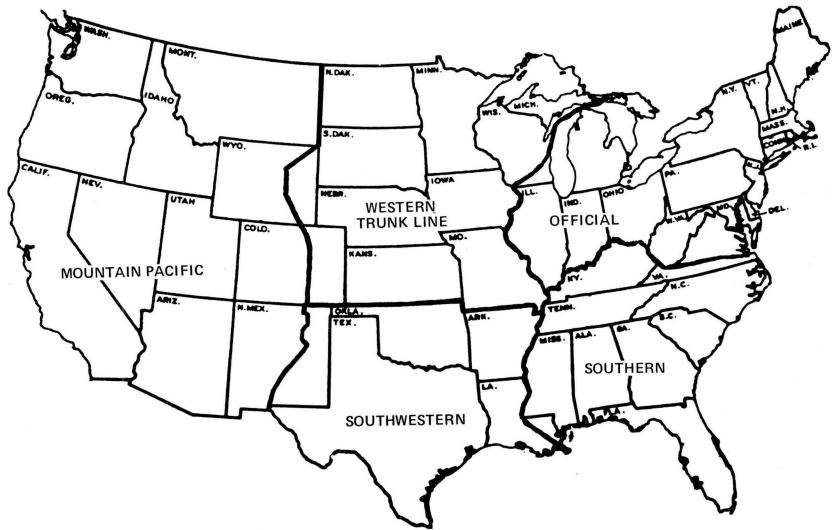 WASH.
MONT.
N.DAK.
MINN.
MAINE
OREG.
IDAHO
WIS.
MICH.
N.Y.
VT.
N.H.
MASS.
CONN.
R.I.
S.DAK.
WYO.
IOWA
CALIF.
NEV.
UTAH
NEBR.
ILL.
IND.
OHIO
PA.
N.J.
MD.
DEL.
WESTERN
TRUNK LINE
OFFICIAL
W.VA.
COLO.
KANS.
MO.
MOUNTAIN PACIFIC
KY.
VA.
ARIZ.
N.MEX.
OKLA.
TEX.
ARK.
TENN.
N.C.
S.C.
MISS.
ALA.
GA.
SOUTHERN
LA.
FLA.
SOUTHWESTERN